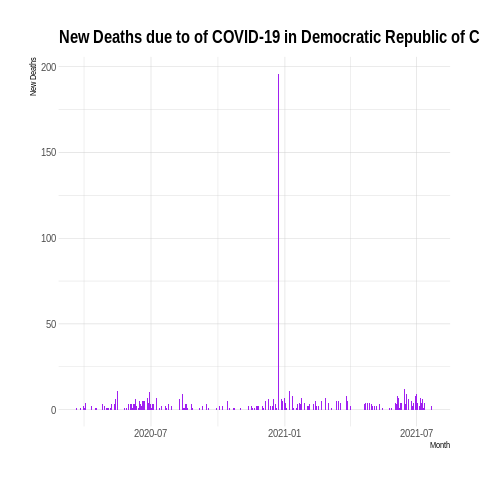 New Deaths due to of COVID-19 in Democratic Republic of C
New Deaths
200
150
100
50
0
2020-07
2021-01
2021-07
Month